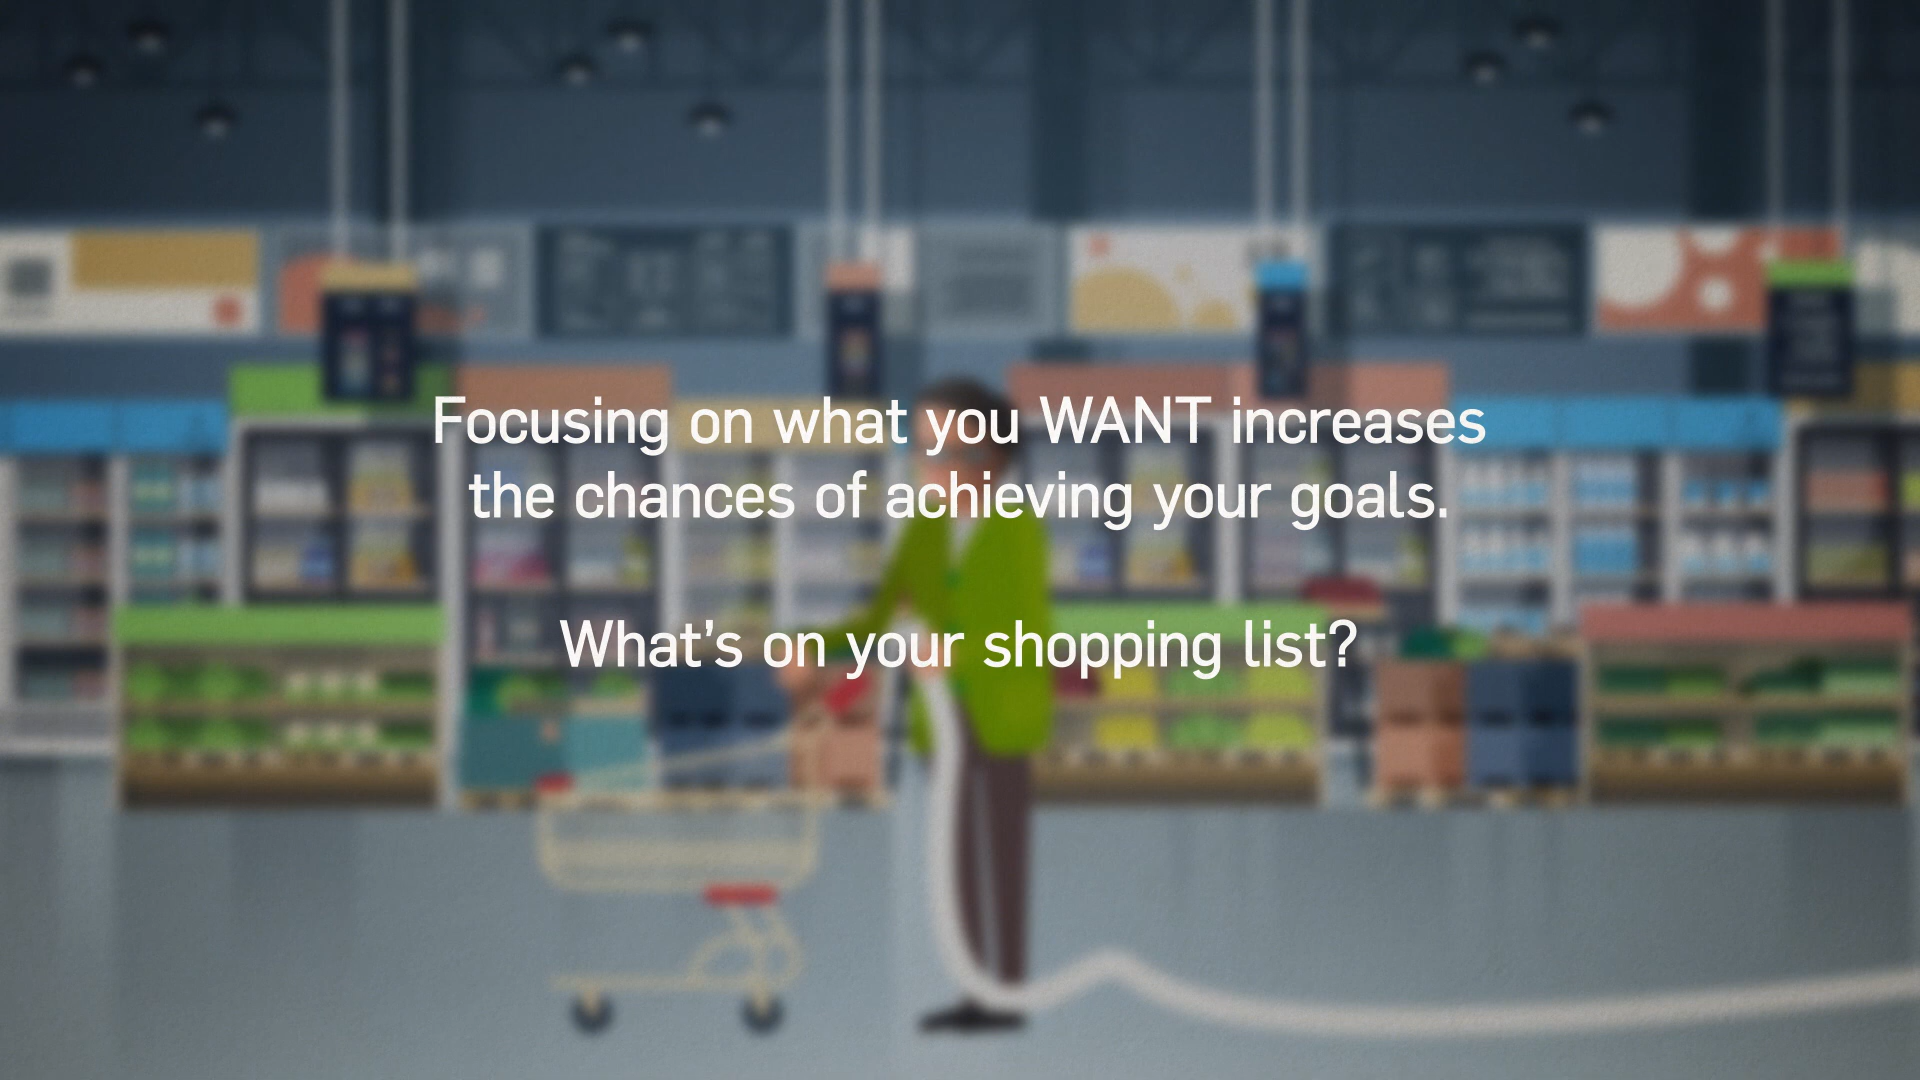 Focusing on what you WANT increases
the chances of achieving your goals.
What’s on your shopping list?